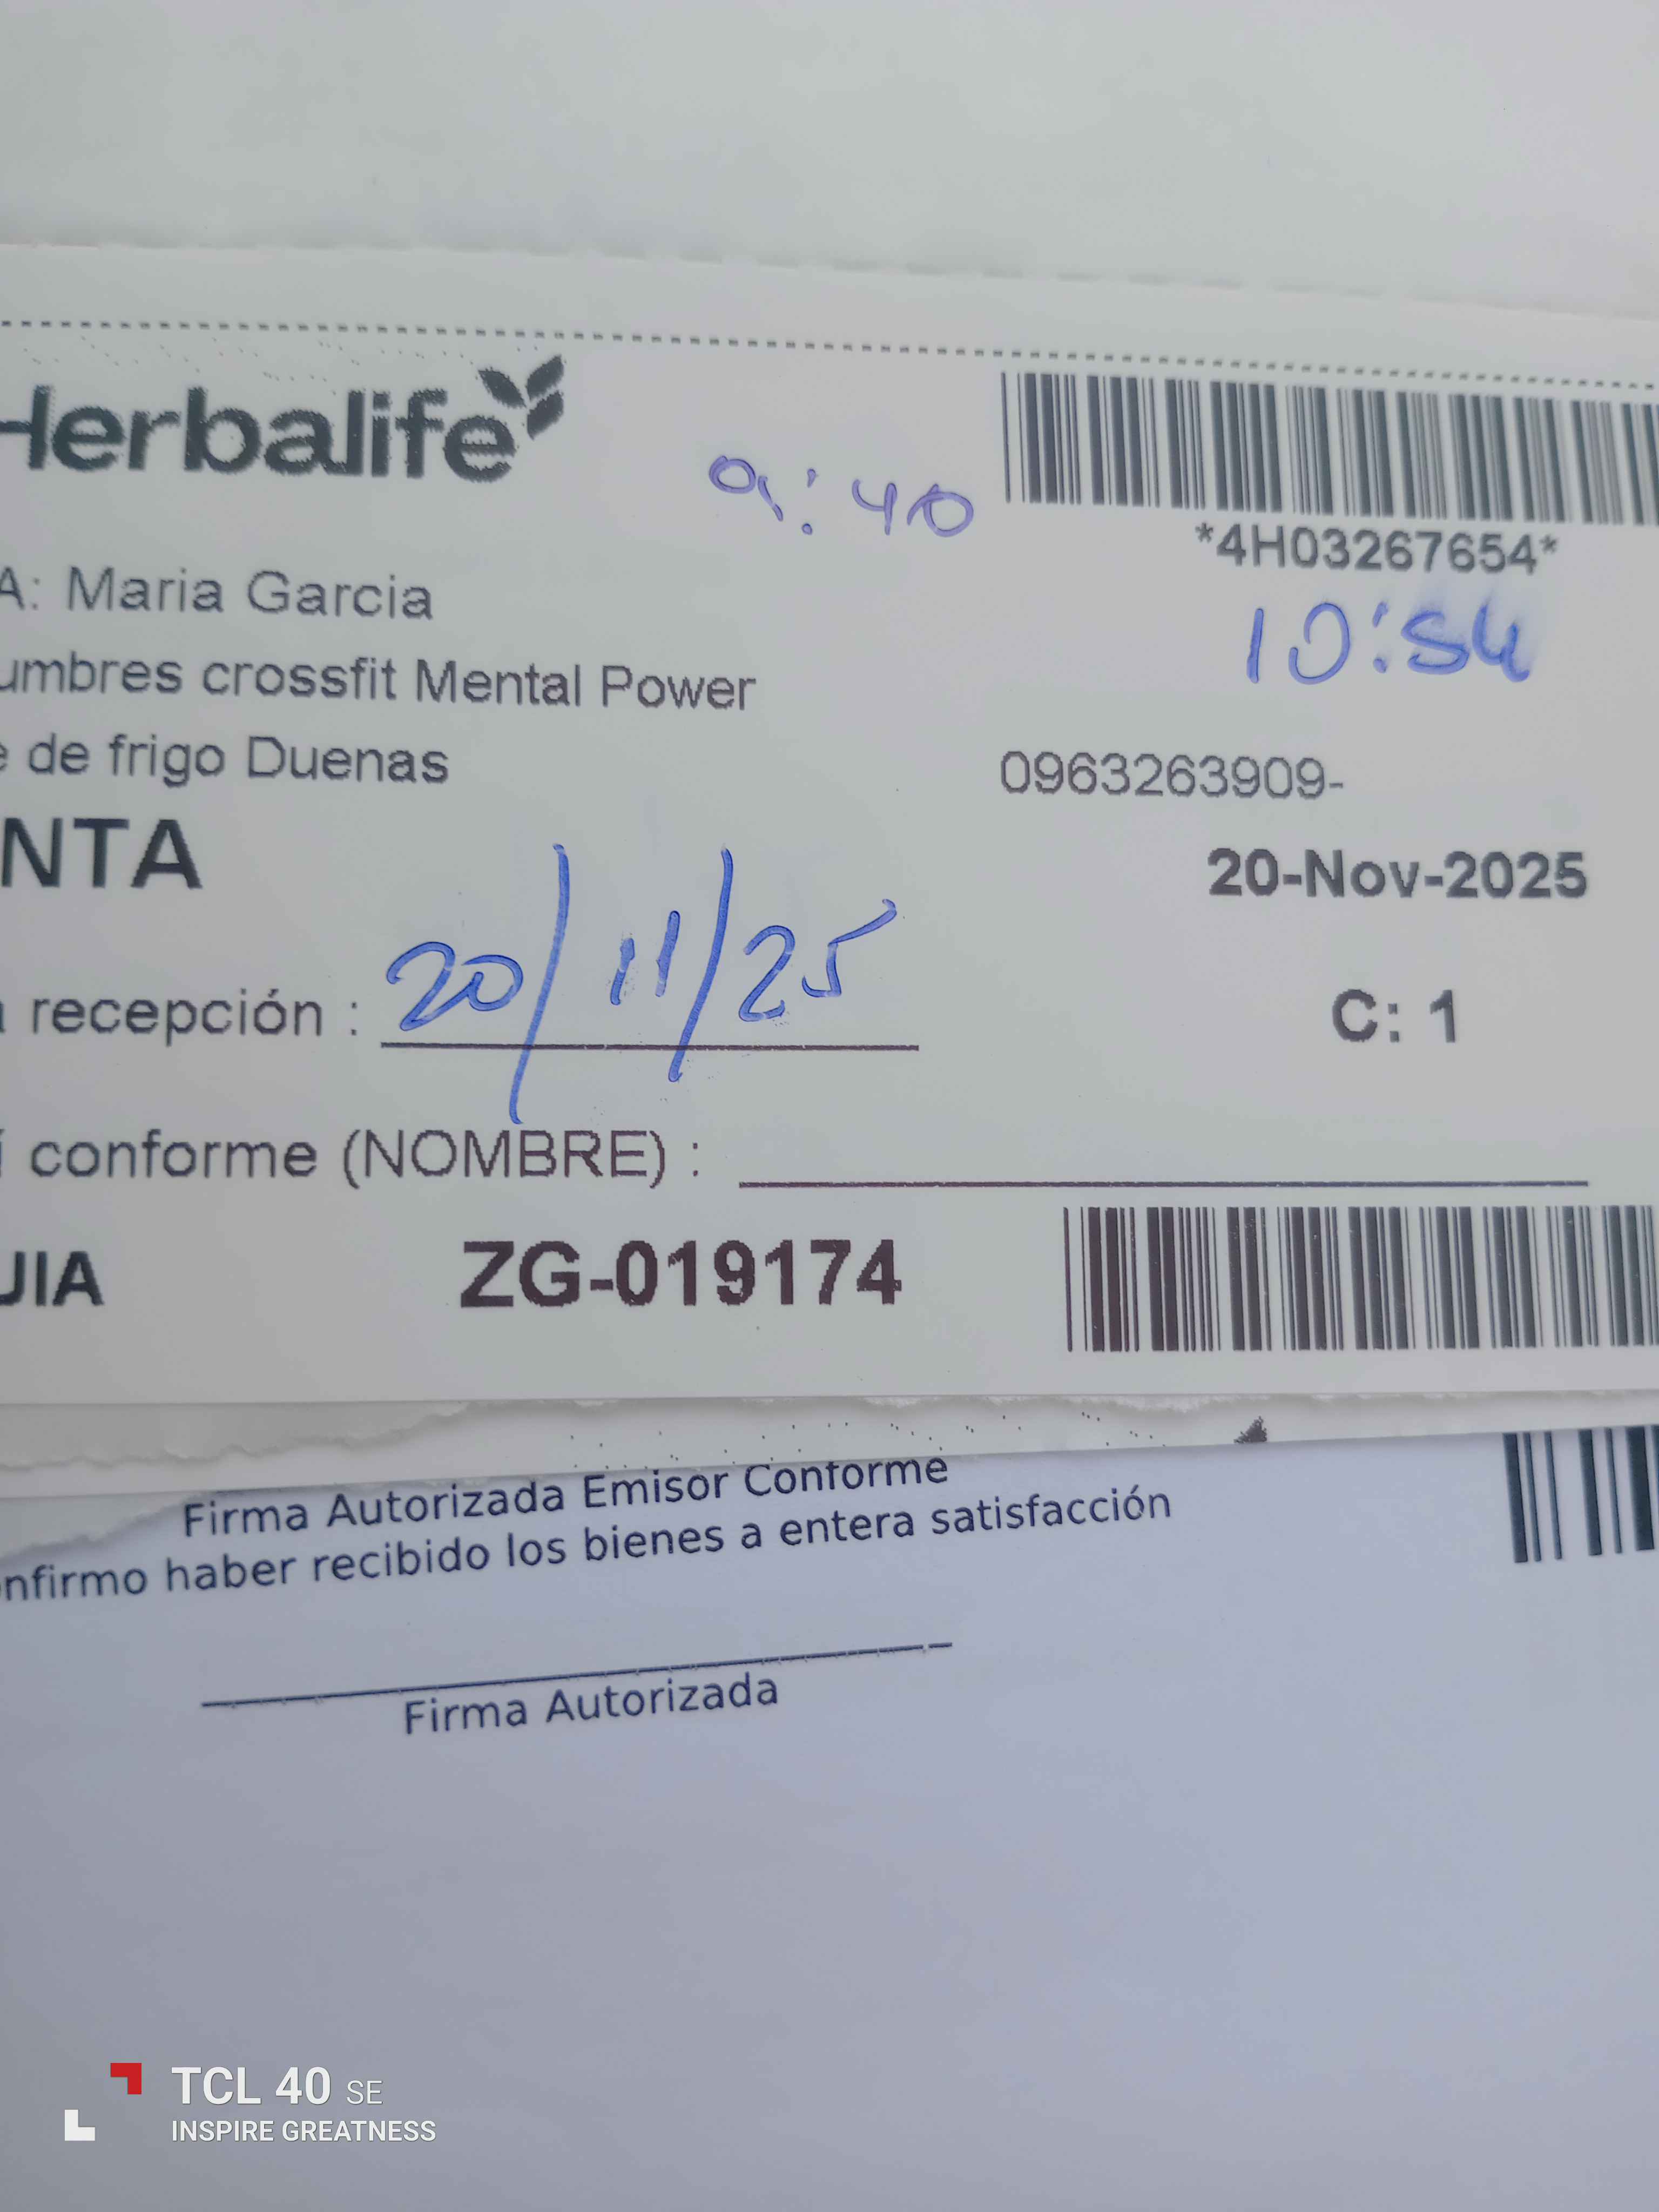 Herbalife
9:40
*4H03267654*
10:54
A: Maria Garcia
umbres crossfit Mental Power
e de frigo Duenas
0963263909-
NTA
20-Nov-2025
a recepción : 20/11/25
C: 1
í conforme (NOMBRE) :
UIA ZG-019174
Firma Autorizada Emisor Conforme
onfirmo haber recibido los bienes a entera satisfacción
Firma Autorizada
TCL 40 SE
INSPIRE GREATNESS